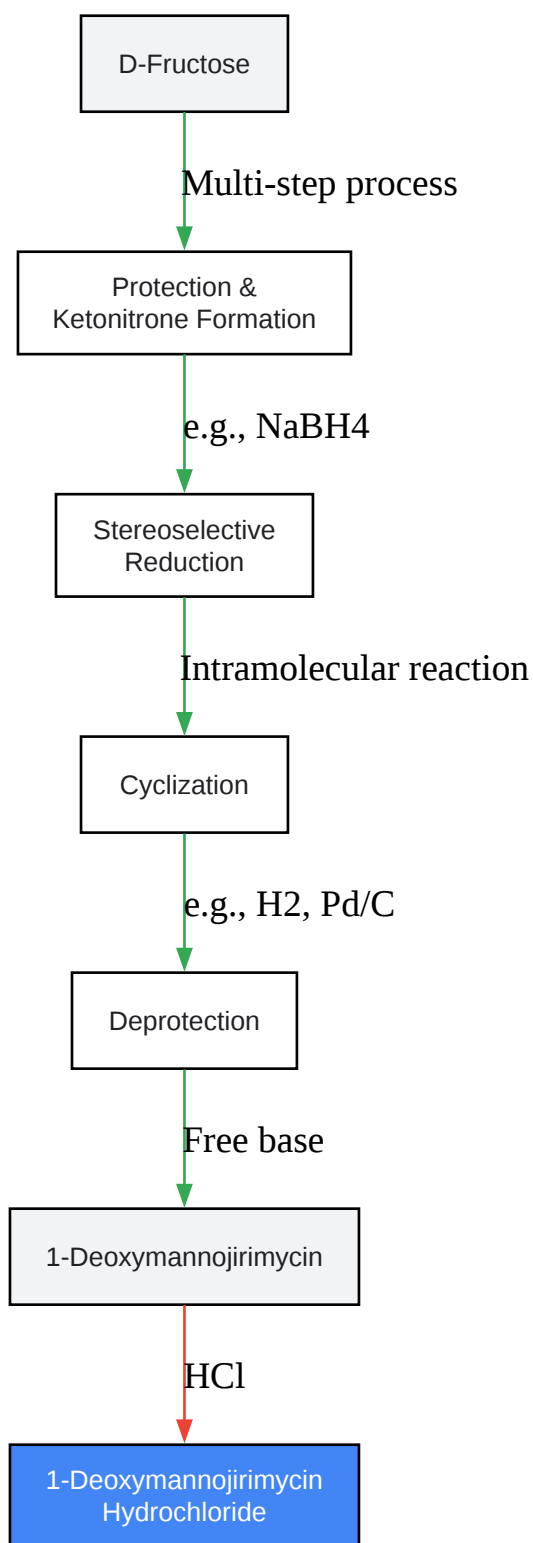 D-Fructose
Multi-step process
Protection &
Ketonitrone Formation
e.g., NaBH4
Stereoselective
Reduction
Intramolecular reaction
Cyclization
e.g., H2, Pd/C
Deprotection
Free base
1-Deoxymannojirimycin
HCl
1-Deoxymannojirimycin
Hydrochloride